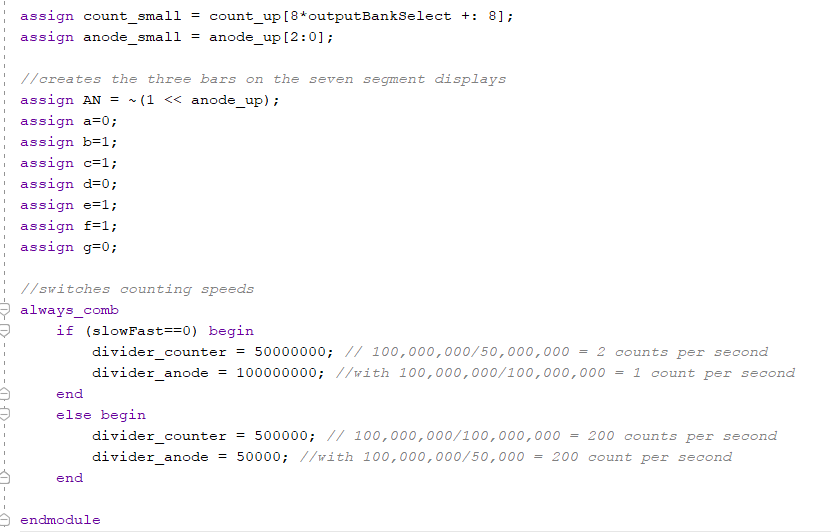 assign count_small = count_up[8*outputBankSelect +: 8];
assign anode_small = anode_up[2:0];
//creates the three bars on the seven segment displays
assign AN = ~(1 << anode_up);
assign a=0;
assign b=1;
assign c=1;
assign d=0;
assign e=1;
assign f=1;
assign g=0;
//switches counting speeds
always_comb
if (slowFast==0) begin
divider_counter = 50000000; // 100,000,000/50,000,000 = 2 counts per second
divider_anode = 100000000; //with 100,000,000/100,000,000 = 1 count per second
end
else begin
divider_counter = 500000; // 100,000,000/100,000,000 = 200 counts per second
divider_anode = 50000; //with 100,000,000/50,000 = 200 count per second
end
endmodule